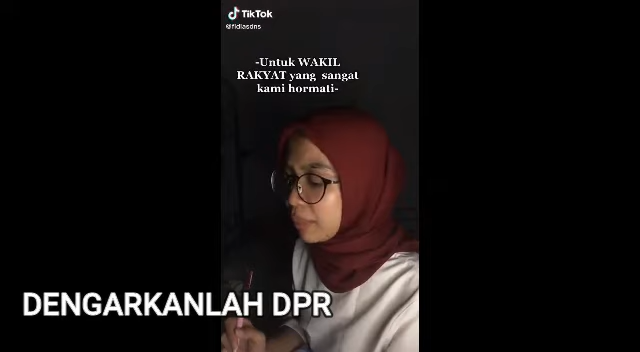 TikTok
@fidiasdns
-Untuk WAKIL
RAKYAT yang sangat
kami hormati-
DENGARKANLAH DPR